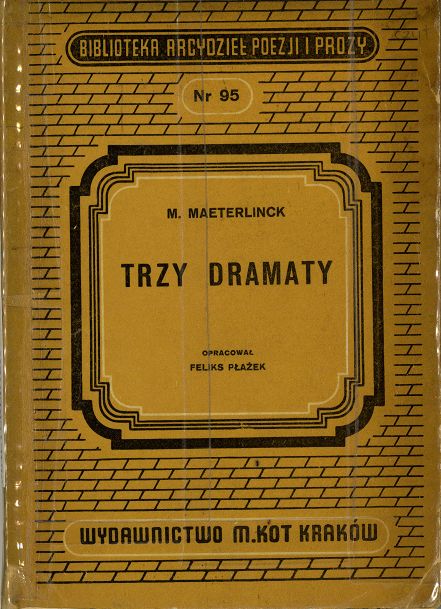 BIBLIOTEKA ARCYDZIEŁ POEZJI I PROZY
Nr 95
M. MAETERLINCK
TRZY DRAMATY
OPRACOWAŁ
FELIKS PŁAŻEK
WYDAWNICTWO M.KOT KRAKÓW